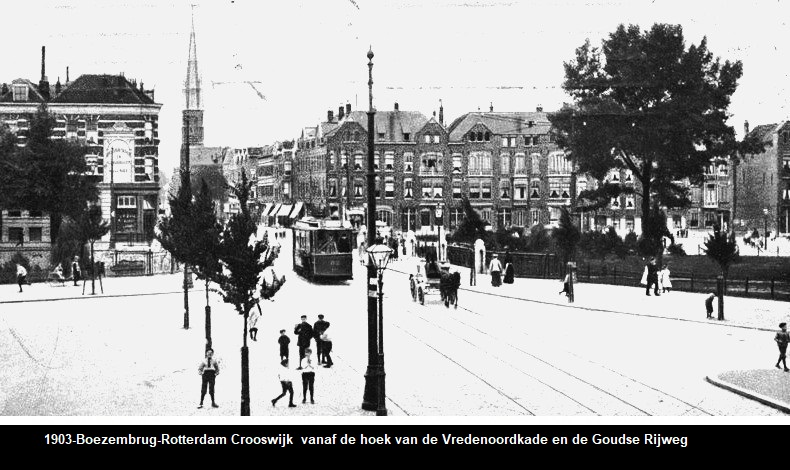 1903-Boezembrug-Rotterdam Crooswijk vanaf de hoek van de Vredenoordkade en de Goudse Rijweg